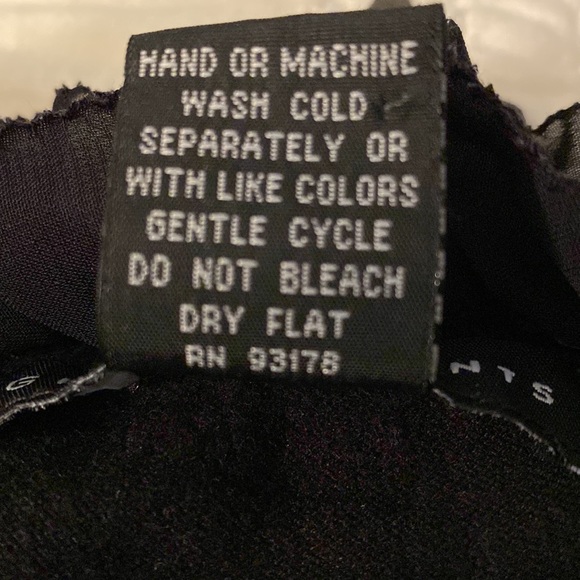 HAND OR MACHINE
WASH COLD
SEPARATELY OR
WITH LIKE COLORS
GENTLE CYCLE
DO NOT BLEACH
DRY FLAT
RN 93178
G
NTS